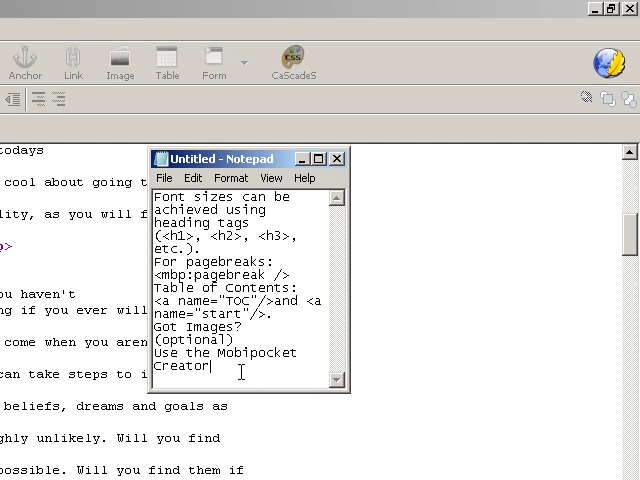 Anchor Link Image Table Form CaScadeS
todays
cool about going t
lity, as you will f
p>
ou haven't
ng if you ever will
come when you aren
can take steps to i
beliefs, dreams and goals as
ghly unlikely. Will you find
possible. Will you find them if
Untitled - Notepad
File Edit Format View Help
Font sizes can be
achieved using
heading tags
(<h1>, <h2>, <h3>,
etc.).
For pagebreaks:
<mbp:pagebreak />
Table of Contents:
<a name="TOC"/>and <a
name="start"/>.
Got Images?
(optional)
Use the Mobipocket
Creator